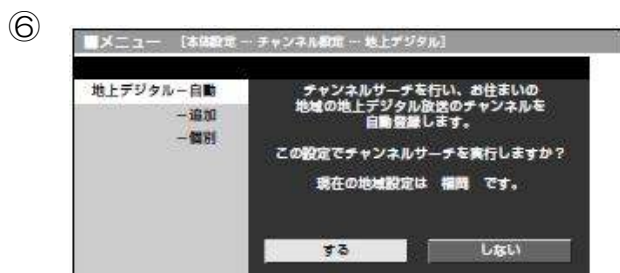 ⑥
■メニュー [本体設定 … チャンネル設定 … 地上デジタル]
地上デジタル－自動
－追加
－個別
チャンネルサーチを行い、お住まいの
地域の地上デジタル放送のチャンネルを
自動登録します。
この設定でチャンネルサーチを実行しますか？
現在の地域設定は 福岡 です。
する
しない